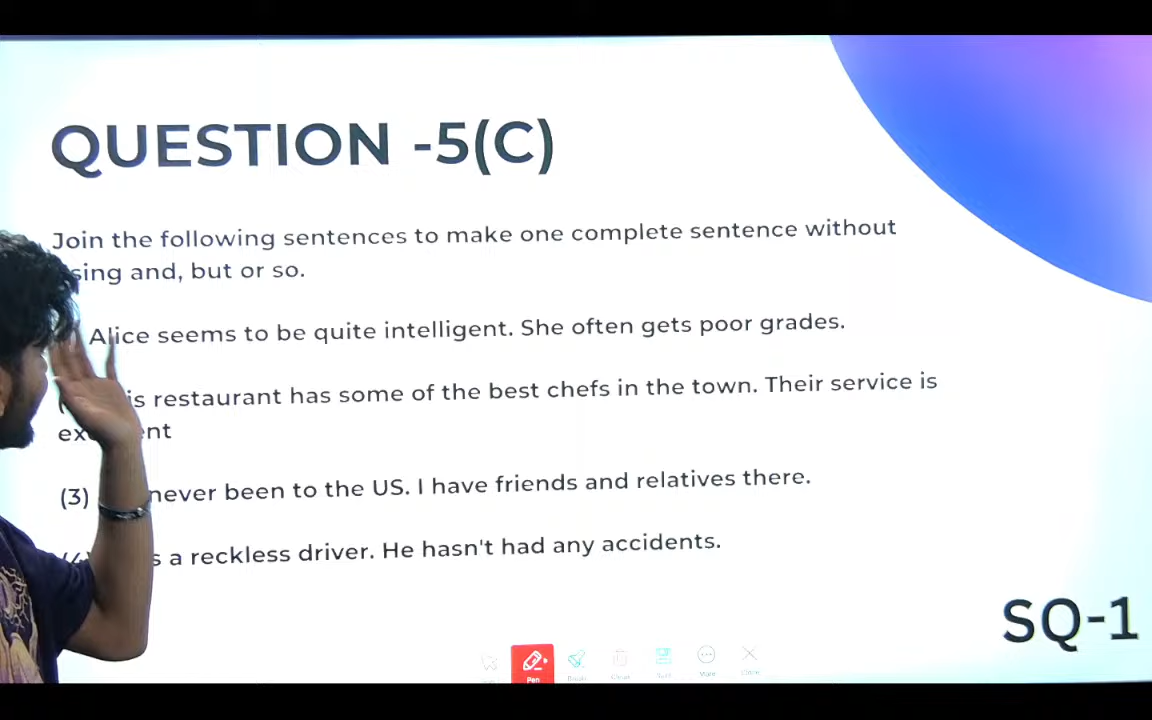 QUESTION -5(C)
Join the following sentences to make one complete sentence without
sing and, but or so.
Alice seems to be quite intelligent. She often gets poor grades.
( is restaurant has some of the best chefs in the town. Their service is
ex nt
(3) never been to the US. I have friends and relatives there.
s a reckless driver. He hasn't had any accidents.
SQ-1
Pen
More